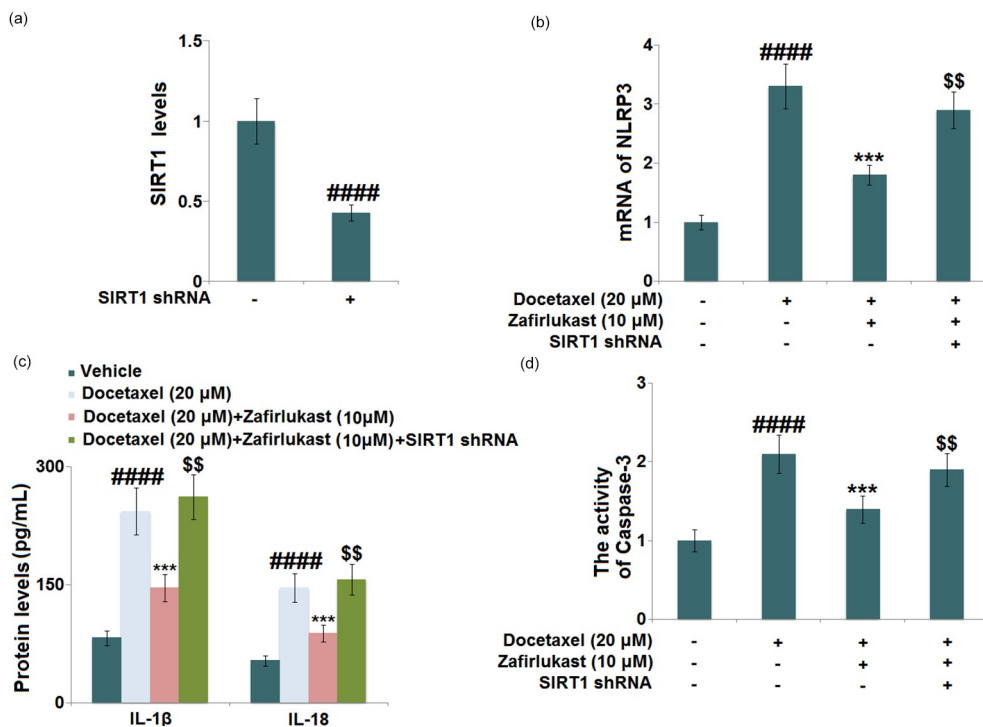 (a)
1.5
1
0.5
0
SIRT1 levels
####
SIRT1 shRNA - +
(b)
4
3
2
1
0
mRNA of NLRP3
####
***
$$
Docetaxel (20 µM) - + + +
Zafirlukast (10 µM) - - + +
SIRT1 shRNA - - - +
(c)
Vehicle
Docetaxel (20 µM)
Docetaxel (20 µM)+Zafirlukast (10µM)
Docetaxel (20 µM)+Zafirlukast (10µM)+SIRT1 shRNA
300
150
0
Protein levels (pg/mL)
####
***
$$
####
***
$$
IL-1β IL-18
(d)
3
2
1
0
The activity
of Caspase-3
####
***
$$
Docetaxel (20 µM) - + + +
Zafirlukast (10 µM) - - + +
SIRT1 shRNA - - - +